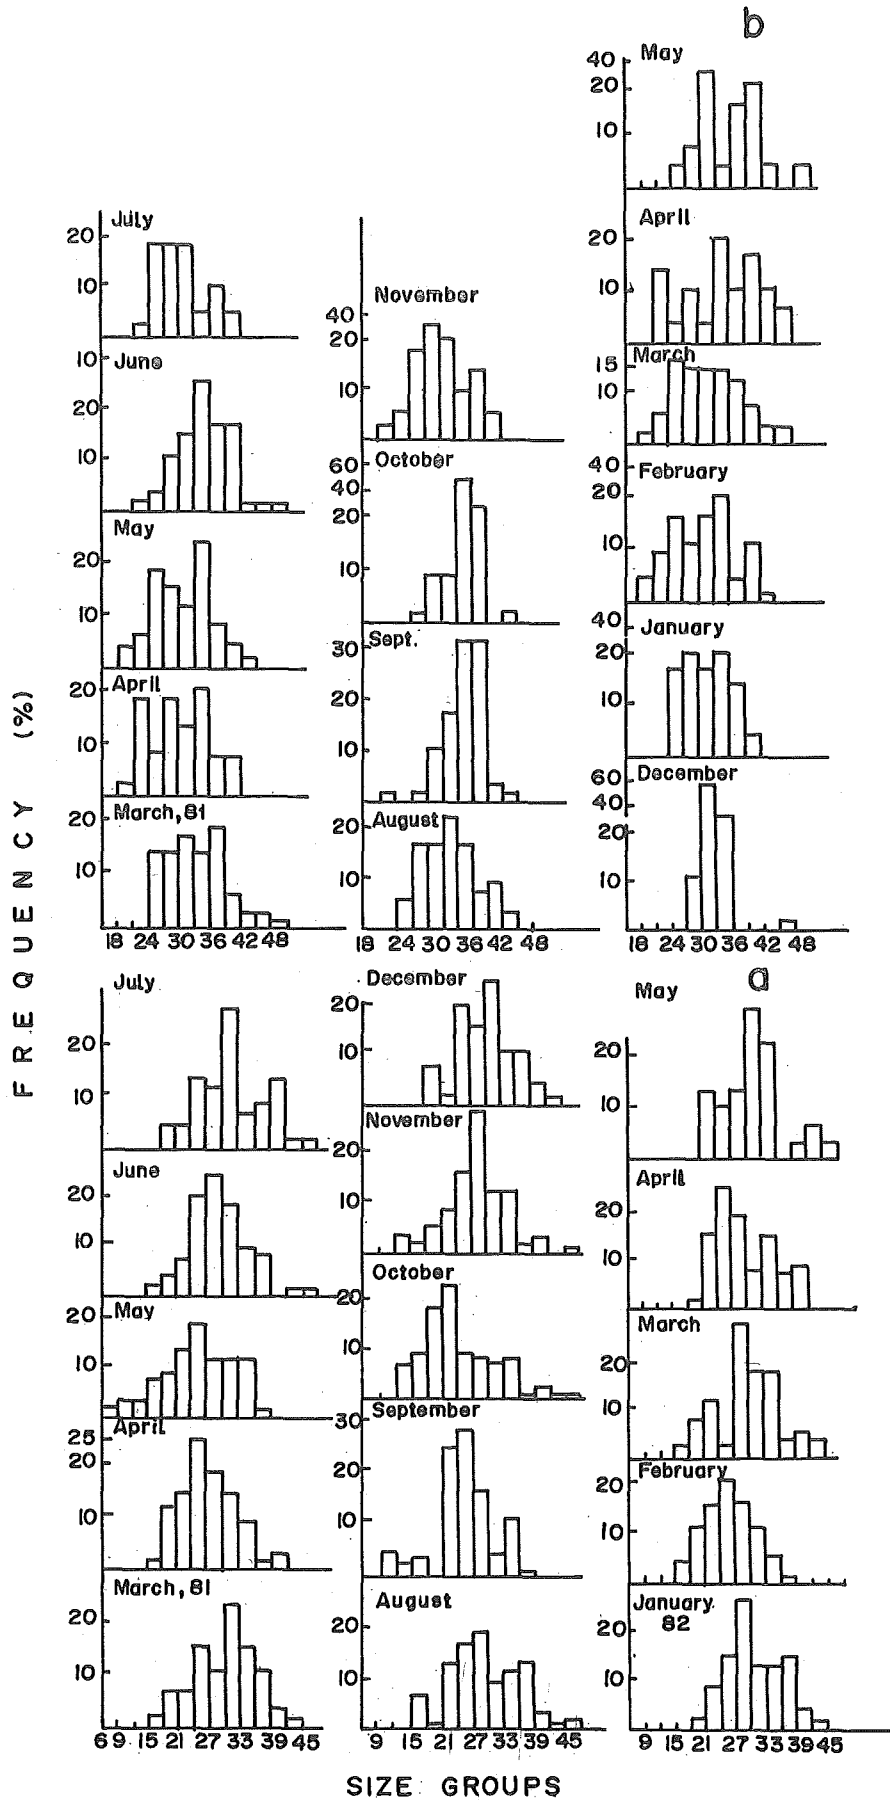 b
May
40
20
10
April
20
10
March
15
10
February
40
20
10
January
40
20
10
December
60
40
20
10
18 24 30 36 42 48
July
20
10
June
10
20
10
May
20
10
April
20
10
March, 81
20
10
18 24 30 36 42 48
November
40
20
10
October
60
40
20
10
Sept.
30
20
10
August
20
10
18 24 30 36 42 48
FREQUENCY (%)
a
July
20
10
June
20
10
May
20
10
April
25
20
10
March, 81
20
10
6 9 15 21 27 33 39 45
December
20
10
November
20
10
October
20
10
September
30
20
10
August
20
10
9 15 21 27 33 39 45
May
20
10
April
20
10
March
20
10
February
20
10
January.
82
20
10
9 15 21 27 33 39 45
SIZE GROUPS